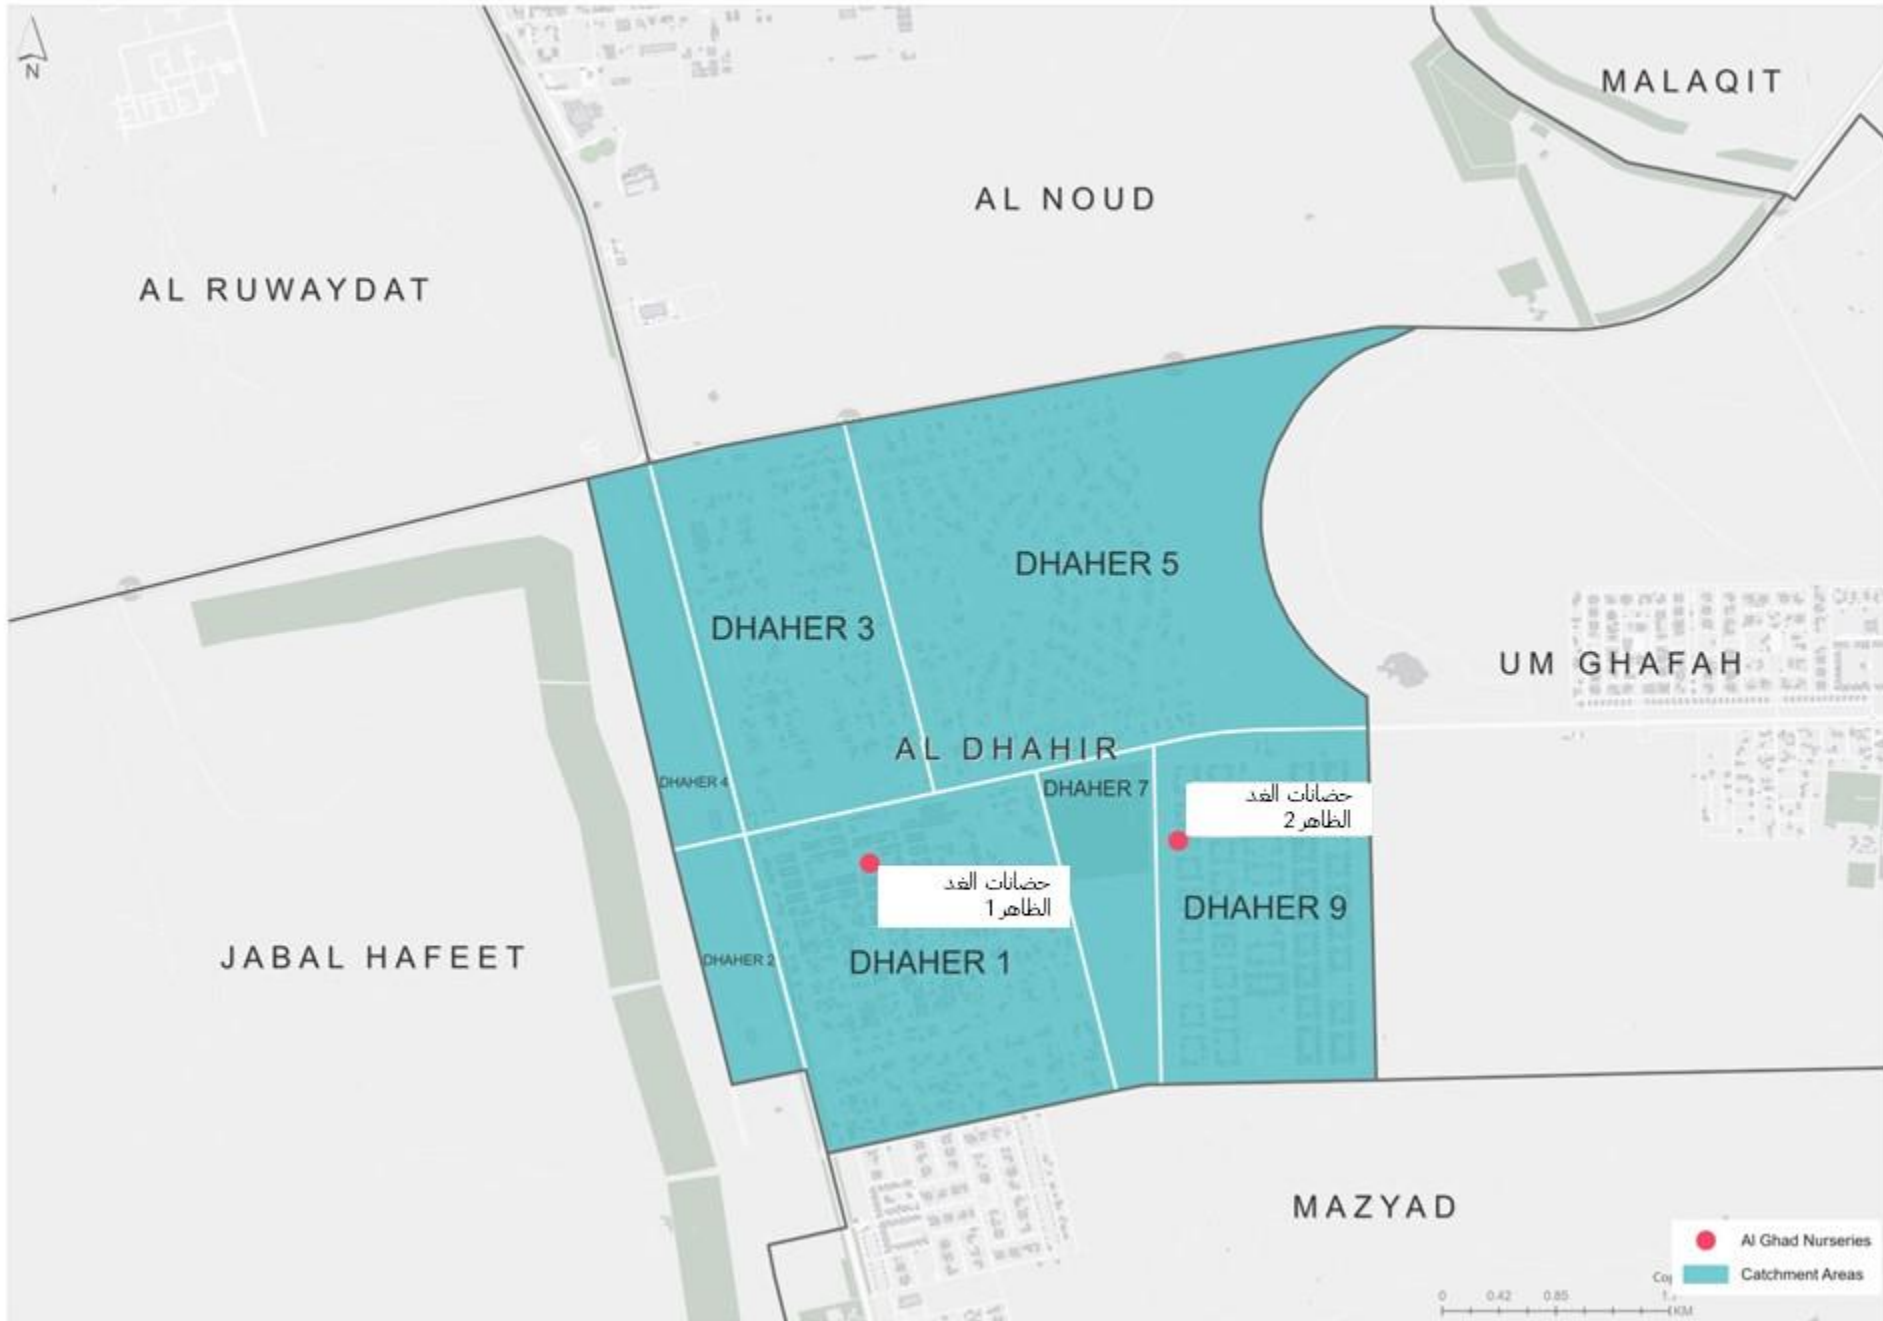 N
MALAQIT
AL NOUD
AL RUWAYDAT
DHAHER 5
DHAHER 3
UM GHAFAH
AL DHAHIR
DHAHER 4
DHAHER 7
حضانات الغد
الظاهر 2
حضانات الغد
الظاهر 1
DHAHER 9
JABAL HAFEET
DHAHER 2
DHAHER 1
MAZYAD
Al Ghad Nurseries
Catchment Areas
0 0.42 0.85
KM